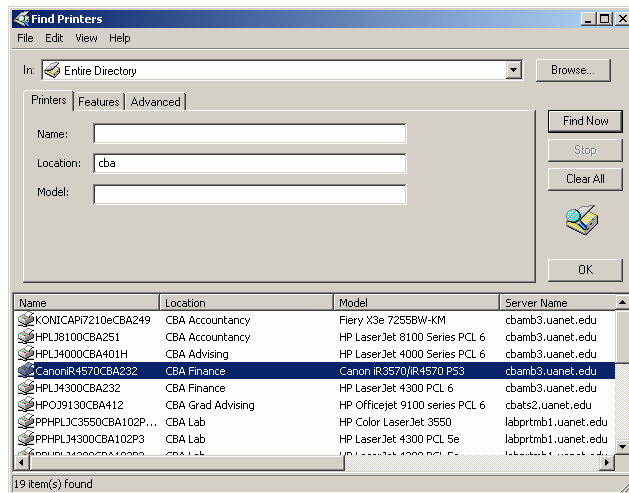 Find Printers
File Edit View Help
In: Entire Directory Browse...
Printers Features Advanced
Find Now
Name:
Stop
Location: cba
Clear All
Model:
OK
Name Location Model Server Name
KONICAPi7210eCBA249 CBA Accountancy Fiery X3e 7255BW-KM cbamb3.uanet.edu
HPLJ8100CBA251 CBA Accountancy HP LaserJet 8100 Series PCL 6 cbamb3.uanet.edu
HPLJ4000CBA401H CBA Advising HP LaserJet 4000 Series PCL 6 cbamb3.uanet.edu
CanoniR4570CBA232 CBA Finance Canon iR3570/iR4570 PS3 cbamb3.uanet.edu
HPLJ4300CBA232 CBA Finance HP LaserJet 4300 PCL 6 cbamb3.uanet.edu
HPOJ9130CBA412 CBA Grad Advising HP Officejet 9100 series PCL 6 cbats2.uanet.edu
PPHPLJC3550CBA102P... CBA Lab HP Color LaserJet 3550 labprtmb1.uanet.edu
PPHPLJ4300CBA102P3 CBA Lab HP LaserJet 4300 PCL 5e labprtmb1.uanet.edu
19 item(s) found